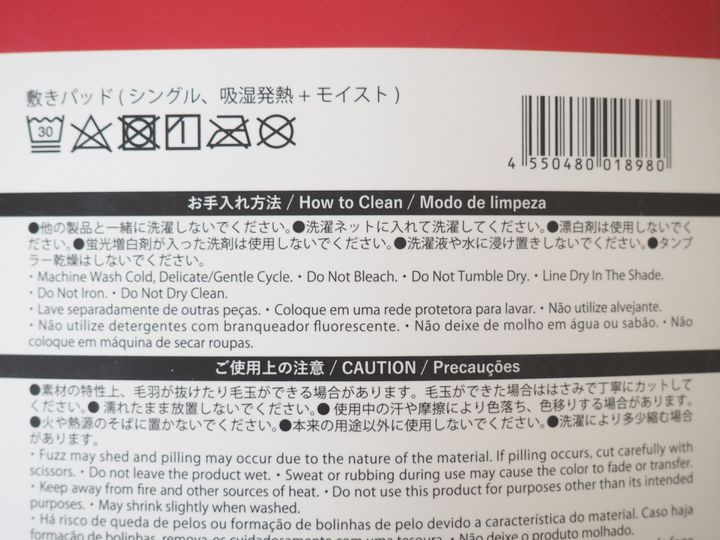 敷きパッド ( シングル、吸湿発熱 + モイスト )
30
4 550480 018980
お手入れ方法 / How to Clean / Modo de limpeza
●他の製品と一緒に洗濯しないでください。●洗濯ネットに入れて洗濯してください。●漂白剤は使用しないでく
ださい。●蛍光増白剤が入った洗剤は使用しないでください。●洗濯液や水に浸け置きしないでください。●タンブ
ラー乾燥はしないでください。
・Machine Wash Cold, Delicate/Gentle Cycle.・Do Not Bleach.・Do Not Tumble Dry.・Line Dry In The Shade.
・Do Not Iron.・Do Not Dry Clean.
・Lave separadamente de outras peças.・Coloque em uma rede protetora para lavar.・Não utilize alvejante.
・Não utilize detergentes com branqueador fluorescente.・Não deixe de molho em água ou sabão.・Não
coloque em máquina de secar roupas.
ご使用上の注意 / CAUTION / Precauções
●素材の特性上、毛羽が抜けたり毛玉ができる場合があります。毛玉ができた場合ははさみで丁寧にカットして
ください。●濡れたまま放置しないでください。●使用中の汗や摩擦により色落ち、色移りする場合があります。
●火や熱源のそばに置かないでください。●本来の用途以外に使用しないでください。●洗濯により多少縮む場合
があります。
・Fuzz may shed and pilling may occur due to the nature of the material. If pilling occurs, cut carefully with
scissors.・Do not leave the product wet.・Sweat or rubbing during use may cause the color to fade or transfer.
・Keep away from fire and other sources of heat.・Do not use this product for purposes other than its intended
purposes.・May shrink slightly when washed.
・Há risco de queda de pelos ou formação de bolinhas de pelo devido a característica do material. Caso haja
formação de bolinhas, remova-os cuidadosamente com uma tesoura.・Não deixe o produto molhado.